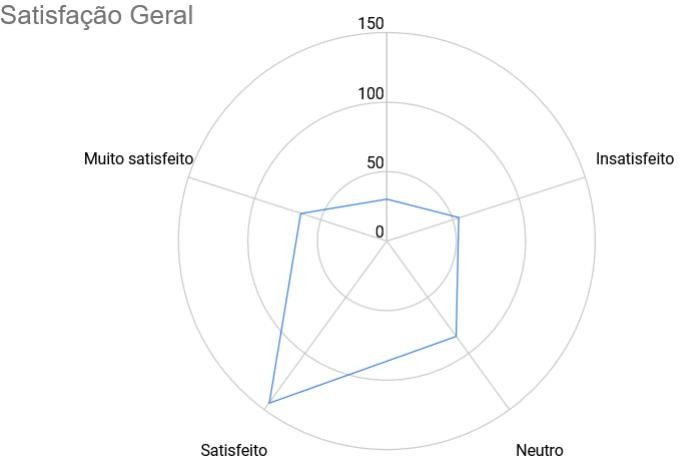 Satisfação Geral
150
100
Muito satisfeito
Insatisfeito
50
0
Satisfeito
Neutro